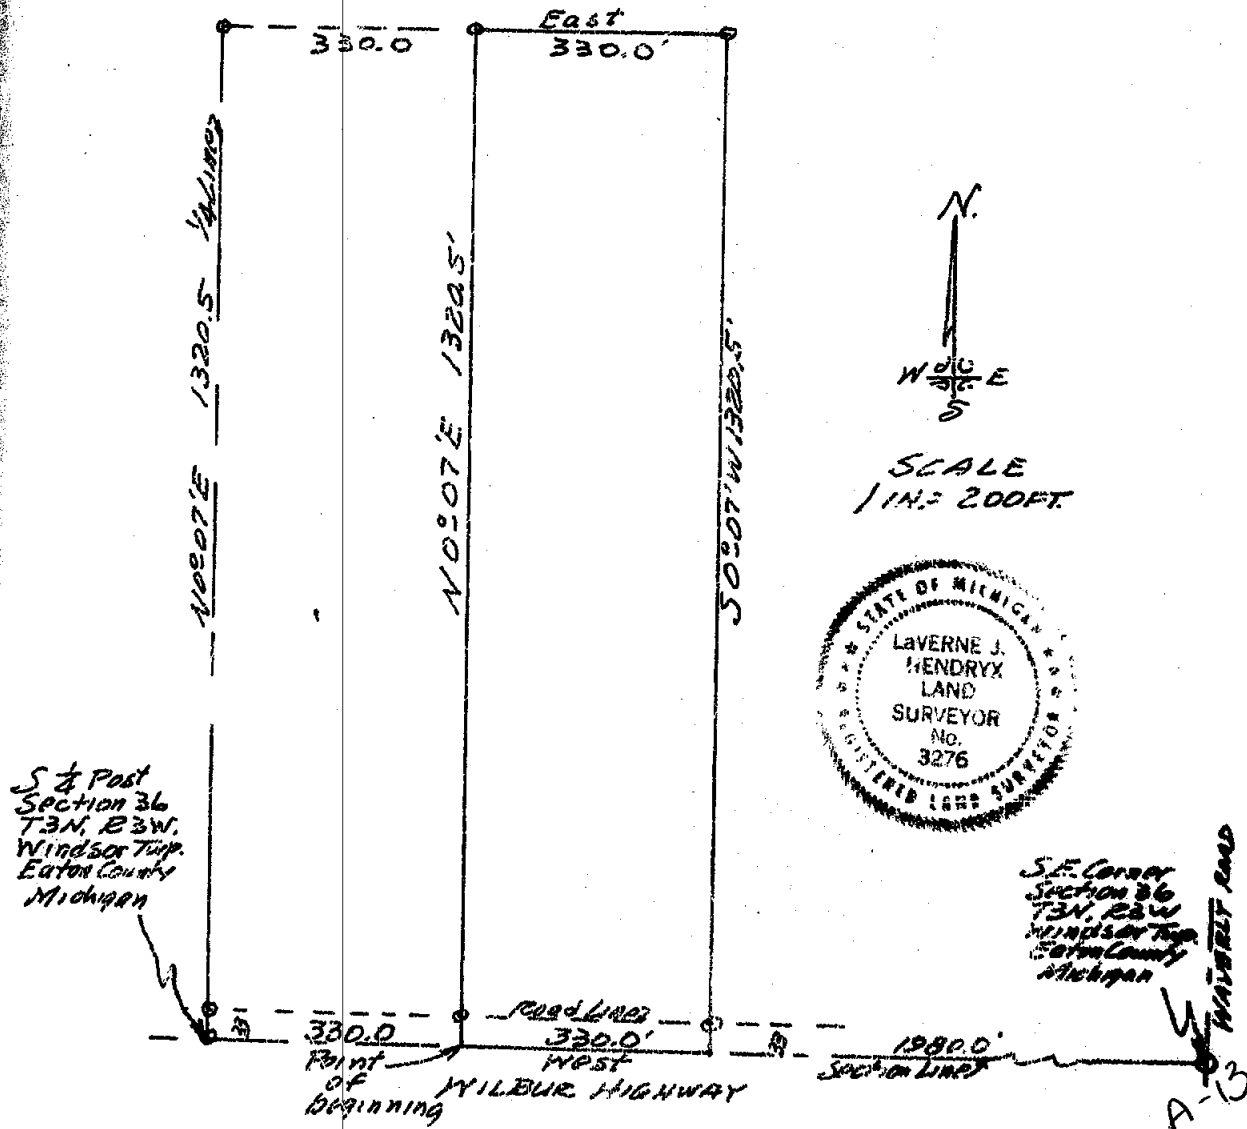 East
330.0
330.0'
N0°07'E 1320.5 ¼ Line
N0°07'E 1320.5'
S0°07'W 1320.5'
N.
W E
S
SCALE
1 IN.= 200FT.
STATE OF MICHIGAN
LaVERNE J.
HENDRYX
LAND
SURVEYOR
No.
3276
REGISTERED LAND SURVEYOR
S ¼ Post
Section 36
T3N, R3W.
Windsor Twp.
Eaton County
Michigan
S.E. Corner
Section 36
T3N, R3W
Windsor Twp.
Eaton County
Michigan
WAVERLY ROAD
Road Line
33
330.0
330.0'
West
33
1980.0'
Section Line
Point
of
beginning
WILBUR HIGHWAY
A-13